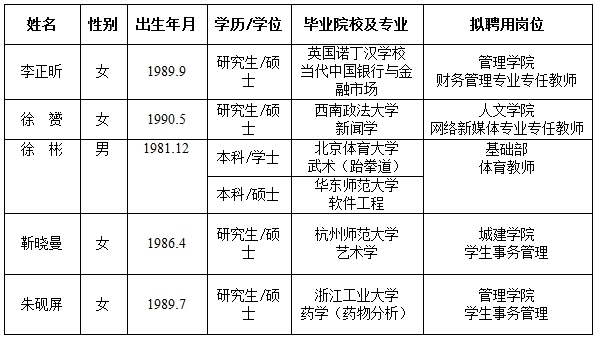 姓名 性别 出生年月 学历/学位 毕业院校及专业 拟聘用岗位
李正昕 女 1989.9 研究生/硕士 英国诺丁汉学校 当代中国银行与金融市场 管理学院 财务管理专业专任教师
徐 赟 女 1990.5 研究生/硕士 西南政法大学 新闻学 人文学院 网络新媒体专业专任教师
徐 彬 男 1981.12 本科/学士 北京体育大学 武术（跆拳道） 基础部 体育教师
本科/硕士 华东师范大学 软件工程
靳晓曼 女 1986.4 研究生/硕士 杭州师范大学 艺术学 城建学院 学生事务管理
朱砚屏 女 1989.7 研究生/硕士 浙江工业大学 药学（药物分析） 管理学院 学生事务管理